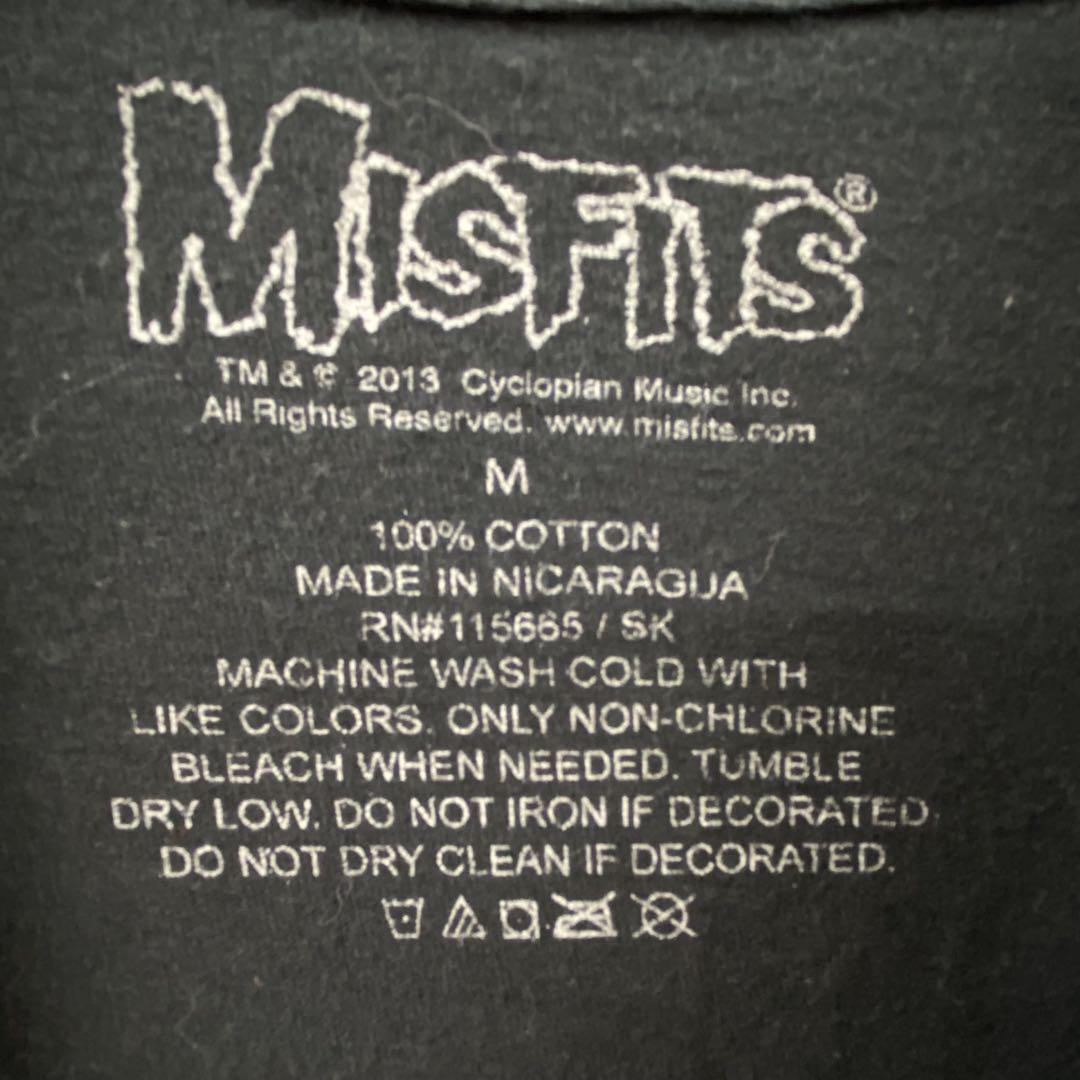 MISFITS®
TM & © 2013 Cyclopian Music Inc.
All Rights Reserved. www.misfits.com
M
100% COTTON
MADE IN NICARAGUA
RN#115665 / SK
MACHINE WASH COLD WITH
LIKE COLORS. ONLY NON-CHLORINE
BLEACH WHEN NEEDED. TUMBLE
DRY LOW. DO NOT IRON IF DECORATED.
DO NOT DRY CLEAN IF DECORATED.